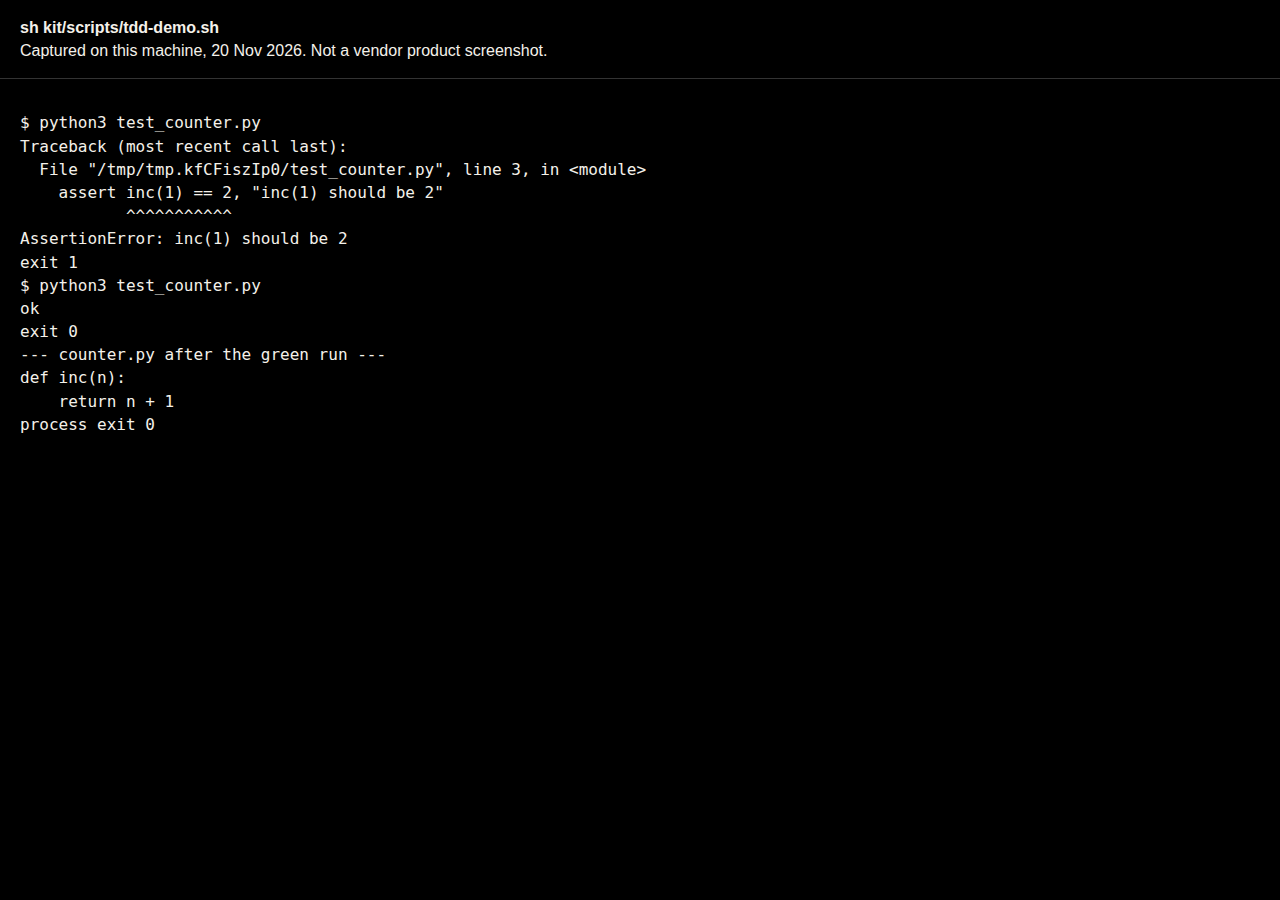 sh kit/scripts/tdd-demo.sh
Captured on this machine, 20 Nov 2026. Not a vendor product screenshot.
$ python3 test_counter.py
Traceback (most recent call last):
  File "/tmp/tmp.kfCFiszIp0/test_counter.py", line 3, in <module>
    assert inc(1) == 2, "inc(1) should be 2"
           ^^^^^^^^^^^
AssertionError: inc(1) should be 2
exit 1
$ python3 test_counter.py
ok
exit 0
--- counter.py after the green run ---
def inc(n):
    return n + 1
process exit 0